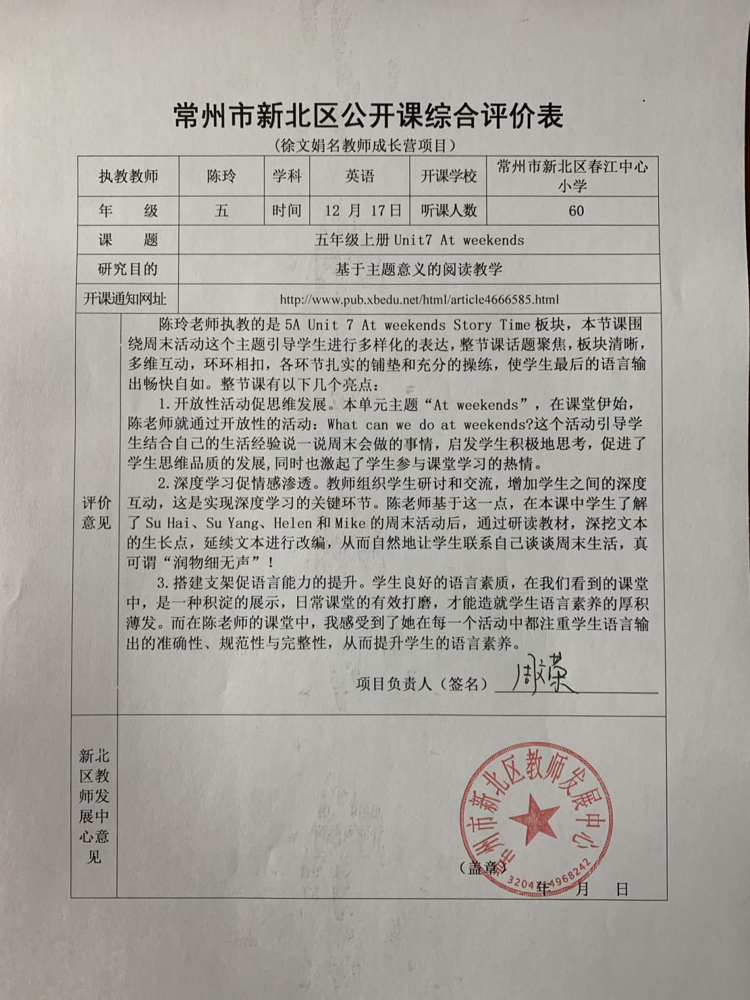 常州市新北区公开课综合评价表
(徐文娟名教师成长营项目)
执教教师 陈玲 学科 英语 开课学校 常州市新北区春江中心
小学
年 级 五 时间 12 月 17日 听课人数 60
课 题 五年级上册Unit7 At weekends
研究目的 基于主题意义的阅读教学
开课通知网址 http://www.pub.xbedu.net/html/article4666585.html
评价
意见
陈玲老师执教的是 5A Unit 7 At weekends Story Time 板块，本节课围
绕周末活动这个主题引导学生进行多样化的表达，整节课话题聚焦，板块清晰，
多维互动，环环相扣，各环节扎实的铺垫和充分的操练，使学生最后的语言输
出畅快自如。整节课有以下几个亮点：
1.开放性活动促思维发展。本单元主题“At weekends”，在课堂伊始，
陈老师就通过开放性的活动：What can we do at weekends?这个活动引导学
生结合自己的生活经验说一说周末会做的事情，启发学生积极地思考，促进了
学生思维品质的发展,同时也激起了学生参与课堂学习的热情。
2.深度学习促情感渗透。教师组织学生研讨和交流，增加学生之间的深度
互动，这是实现深度学习的关键环节。陈老师基于这一点，在本课中学生了解
了 Su Hai、Su Yang、Helen 和 Mike 的周末活动后，通过研读教材，深挖文本
的生长点，延续文本进行改编，从而自然地让学生联系自己谈谈周末生活，真
可谓“润物细无声”！
3.搭建支架促语言能力的提升。学生良好的语言素质，在我们看到的课堂
中，是一种积淀的展示，日常课堂的有效打磨，才能造就学生语言素养的厚积
薄发。而在陈老师的课堂中，我感受到了她在每一个活动中都注重学生语言输
出的准确性、规范性与完整性，从而提升学生的语言素养。
项目负责人（签名） 周文荣
新北
区教
师发
展中
心意
见
常州市新北区教师发展中心
3204114968242
（盖章）
年 月 日